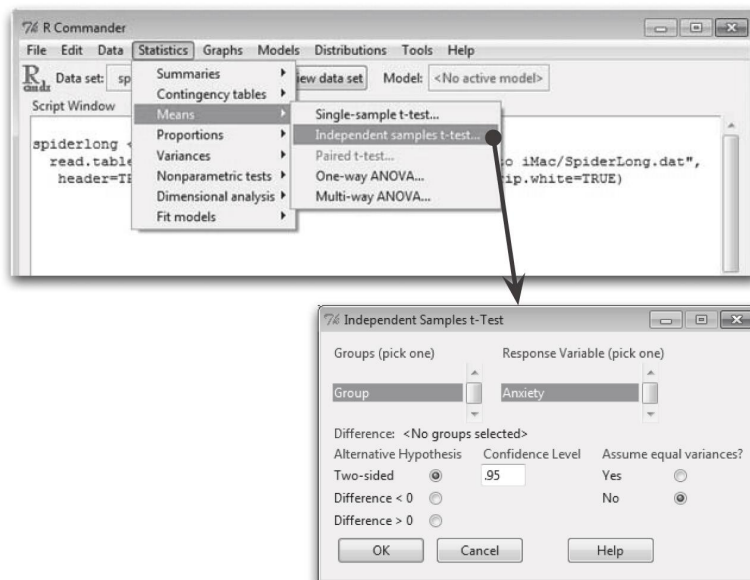 R Commander
File Edit Data Statistics Graphs Models Distributions Tools Help
R Data set: sp ew data set Model: <No active model>
cmdr
Script Window
Summaries
Contingency tables
Means
Proportions
Variances
Nonparametric tests
Dimensional analysis
Fit models
Single-sample t-test...
Independent samples t-test...
Paired t-test...
One-way ANOVA...
Multi-way ANOVA...
spiderlong <
read.table o iMac/SpiderLong.dat",
header=TR ip.white=TRUE)
Independent Samples t-Test
Groups (pick one) Response Variable (pick one)
Group Anxiety
Difference: <No groups selected>
Alternative Hypothesis Confidence Level Assume equal variances?
Two-sided .95 Yes
Difference < 0 No
Difference > 0
OK Cancel Help